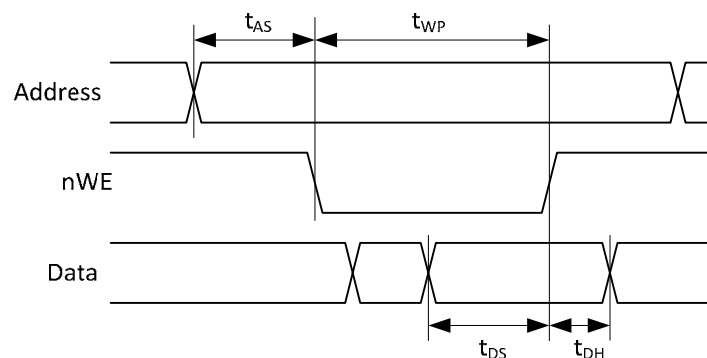 tAS tWP
Address
nWE
Data
tDS tDH